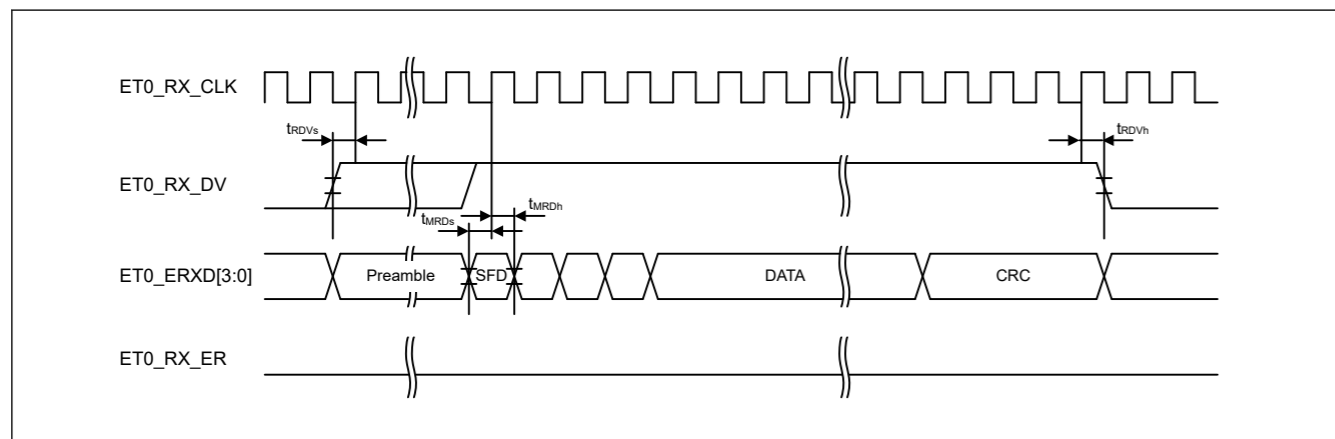 ET0_RX_CLK
tRDVs
tRDVh
ET0_RX_DV
tMRDs
tMRDh
ET0_ERXD[3:0]
Preamble
SFD
DATA
CRC
ET0_RX_ER